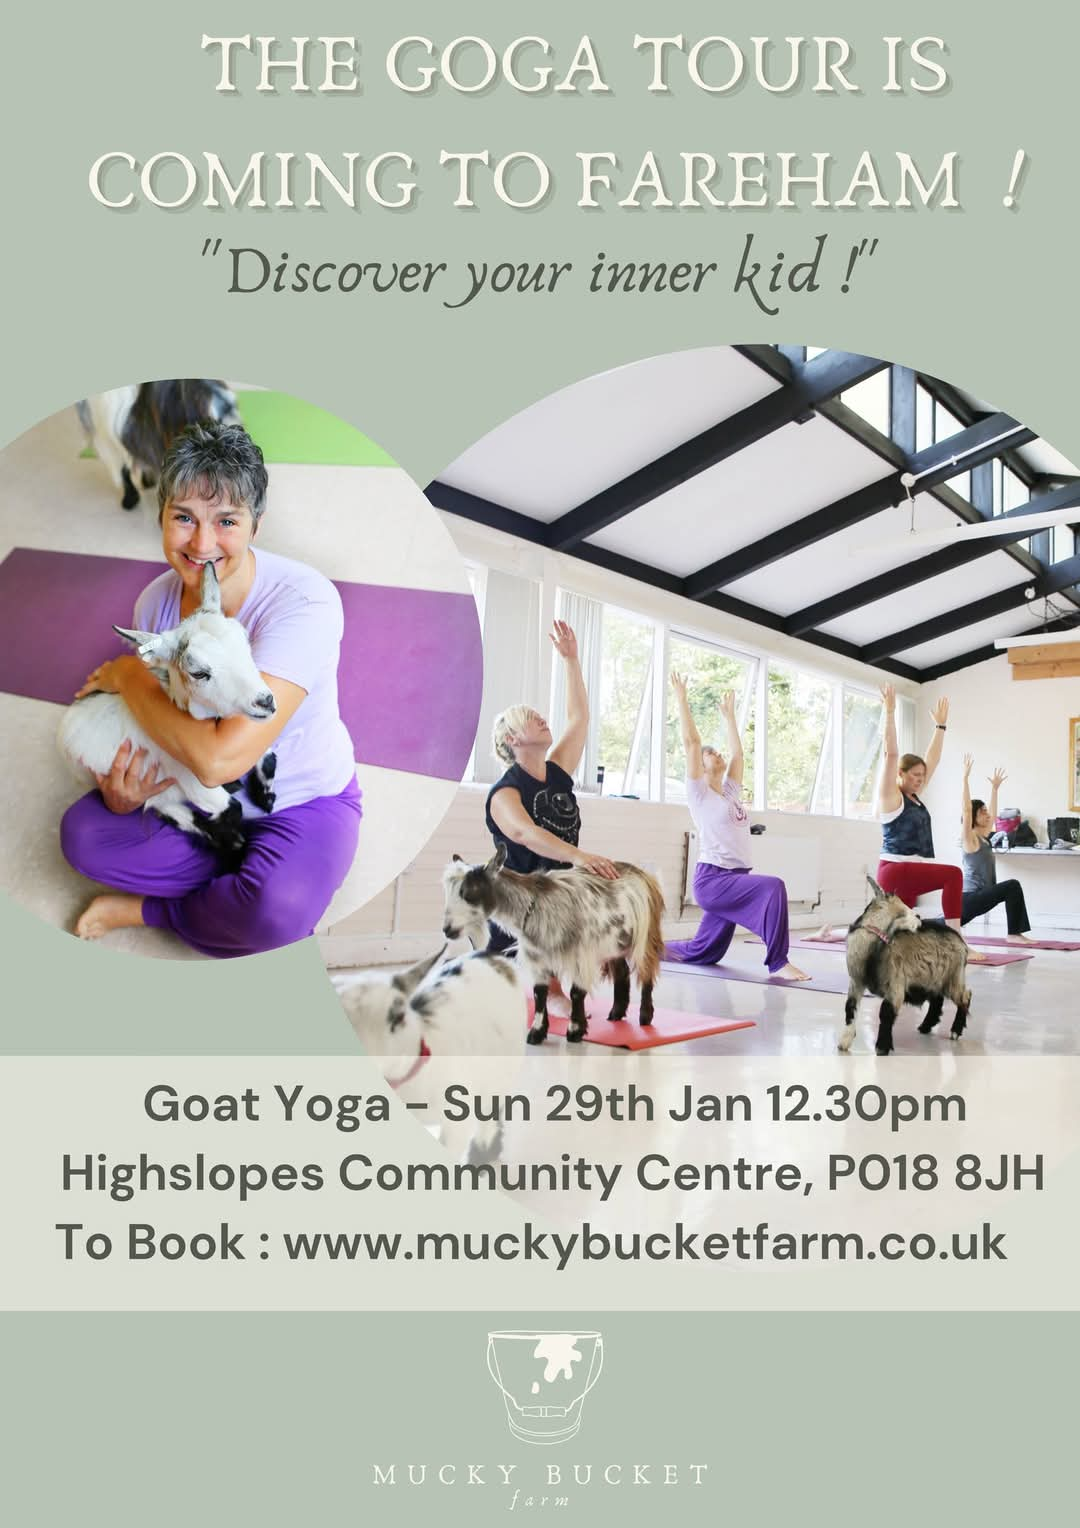 THE GOGA TOUR IS
COMING TO FAREHAM !
"Discover your inner kid !"
Goat Yoga - Sun 29th Jan 12.30pm
Highslopes Community Centre, PO18 8JH
To Book : www.muckybucketfarm.co.uk
MUCKY BUCKET
farm